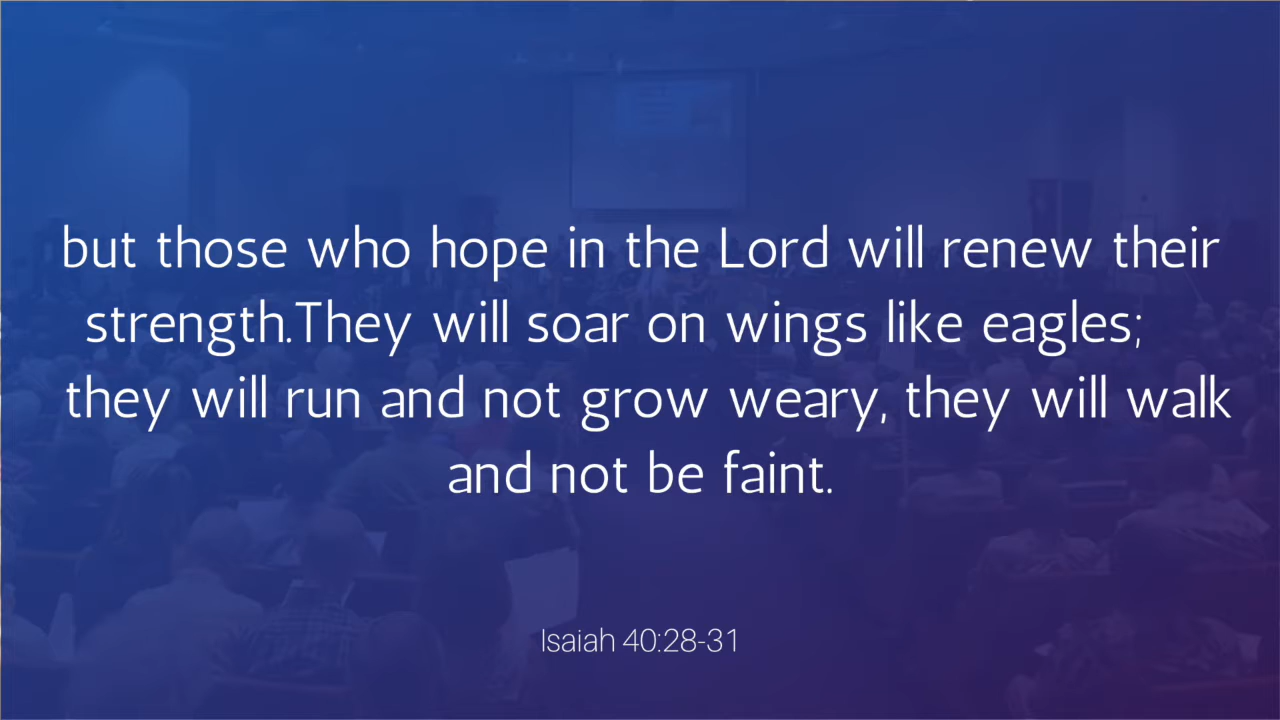 but those who hope in the Lord will renew their
strength.They will soar on wings like eagles;
they will run and not grow weary, they will walk
and not be faint.
Isaiah 40:28-31